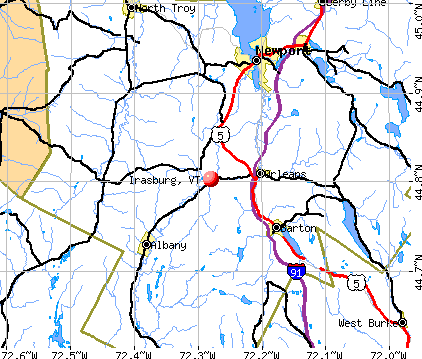 North Troy
Derby Line
45.0°N
Newport
44.9°N
5
Irasburg, VT
Orleans
44.8°N
Barton
Albany
91
44.7°N
5
West Burke
72.6°W
72.5°W
72.4°W
72.3°W
72.2°W
72.1°W
72.0°W